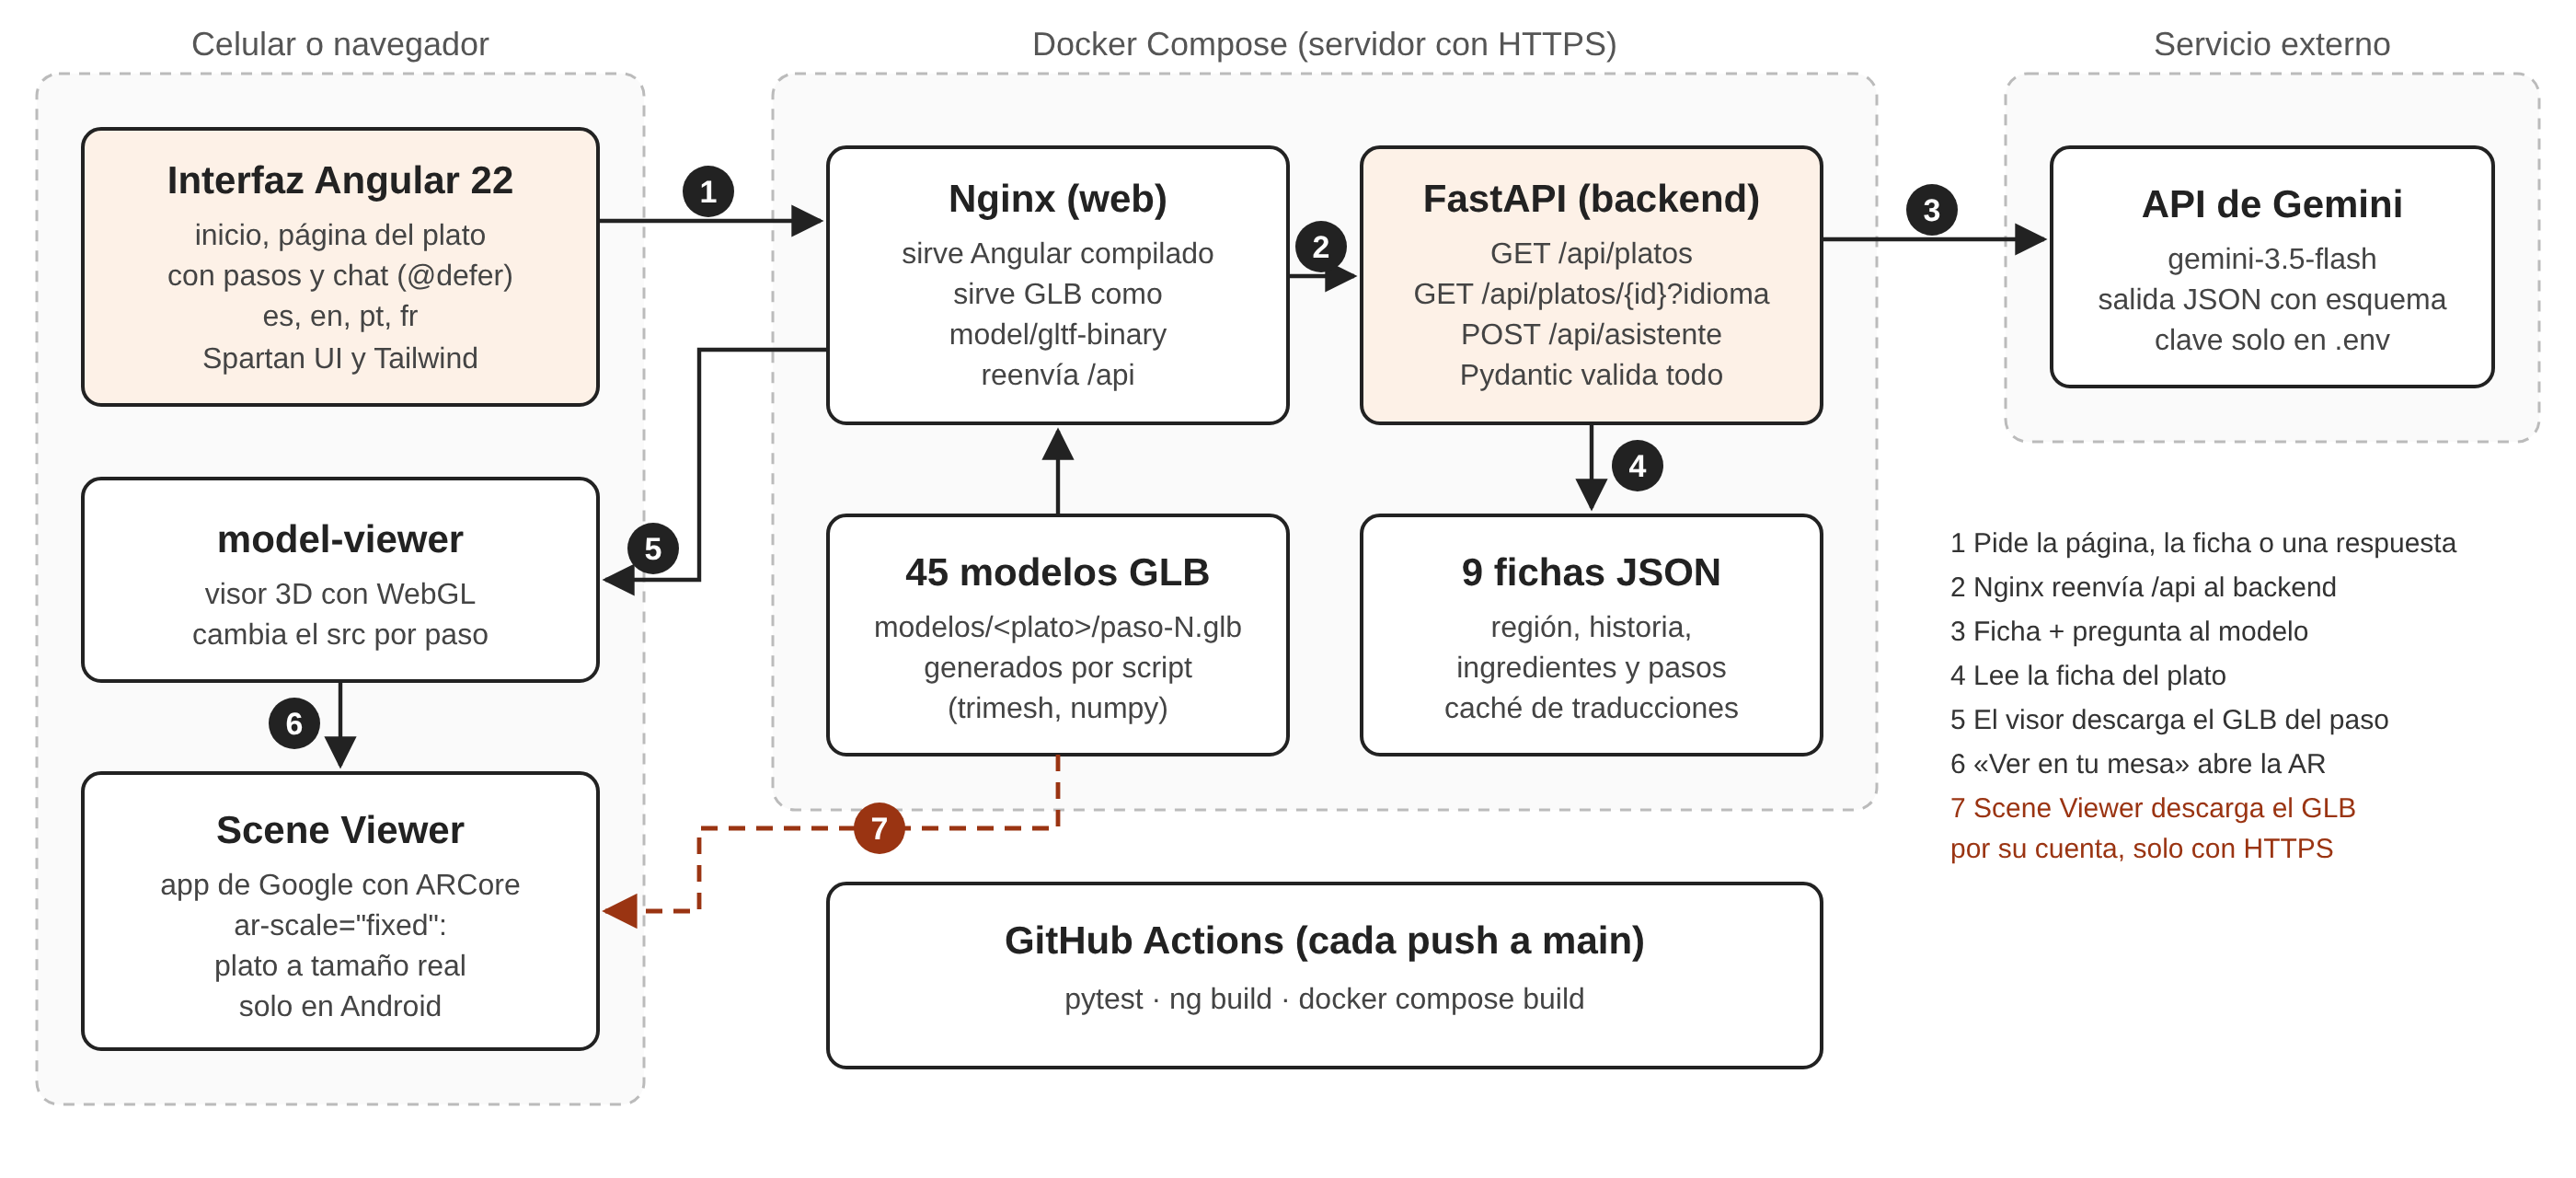 Celular o navegador
Interfaz Angular 22
inicio, página del plato
con pasos y chat (@defer)
es, en, pt, fr
Spartan UI y Tailwind
model-viewer
visor 3D con WebGL
cambia el src por paso
6
Scene Viewer
app de Google con ARCore
ar-scale="fixed":
plato a tamaño real
solo en Android
1
5
Docker Compose (servidor con HTTPS)
Nginx (web)
sirve Angular compilado
sirve GLB como
model/gltf-binary
reenvía /api
2
FastAPI (backend)
GET /api/platos
GET /api/platos/{id}?idioma
POST /api/asistente
Pydantic valida todo
4
45 modelos GLB
modelos/<plato>/paso-N.glb
generados por script
(trimesh, numpy)
9 fichas JSON
región, historia,
ingredientes y pasos
caché de traducciones
7
GitHub Actions (cada push a main)
pytest · ng build · docker compose build
3
Servicio externo
API de Gemini
gemini-3.5-flash
salida JSON con esquema
clave solo en .env
1 Pide la página, la ficha o una respuesta
2 Nginx reenvía /api al backend
3 Ficha + pregunta al modelo
4 Lee la ficha del plato
5 El visor descarga el GLB del paso
6 «Ver en tu mesa» abre la AR
7 Scene Viewer descarga el GLB
por su cuenta, solo con HTTPS